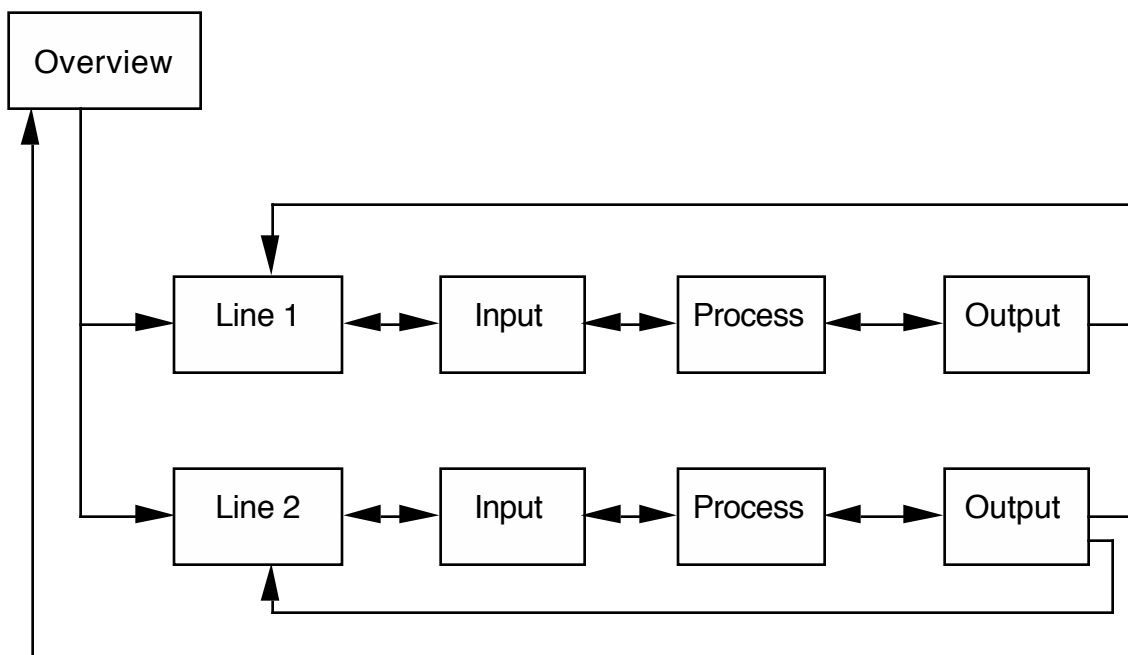 Overview
Line 1
Input
Process
Output
Line 2
Input
Process
Output